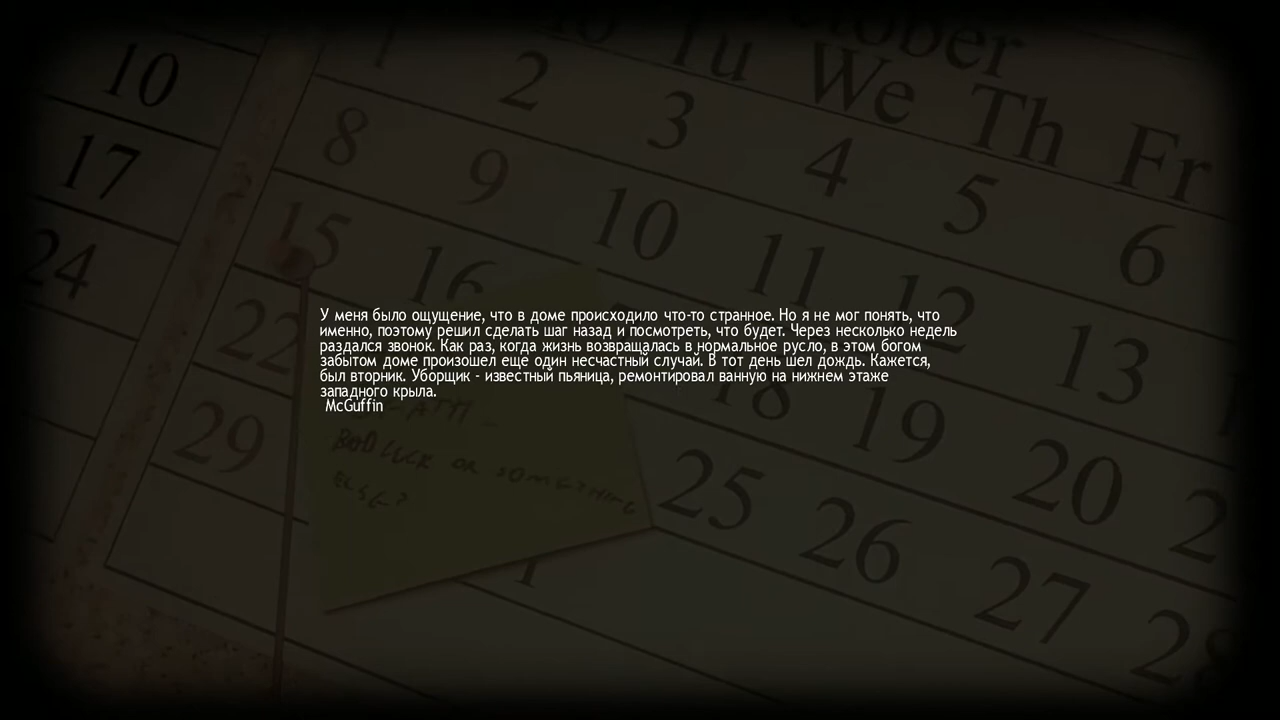 ctober
Tu We Th Fr
1 2 3 4 5 6
10 8 9 10 11 12 13
17 15 16 18 19 20
24 22 25 26 27 28
29
У меня было ощущение, что в доме происходило что-то странное. Но я не мог понять, что
именно, поэтому решил сделать шаг назад и посмотреть, что будет. Через несколько недель
раздался звонок. Как раз, когда жизнь возвращалась в нормальное русло, в этом богом
забытом доме произошел еще один несчастный случай. В тот день шел дождь. Кажется,
был вторник. Уборщик - известный пьяница, ремонтировал ванную на нижнем этаже
западного крыла.
McGuffin
BAD LUCK OR SOMETHING
ELSE?